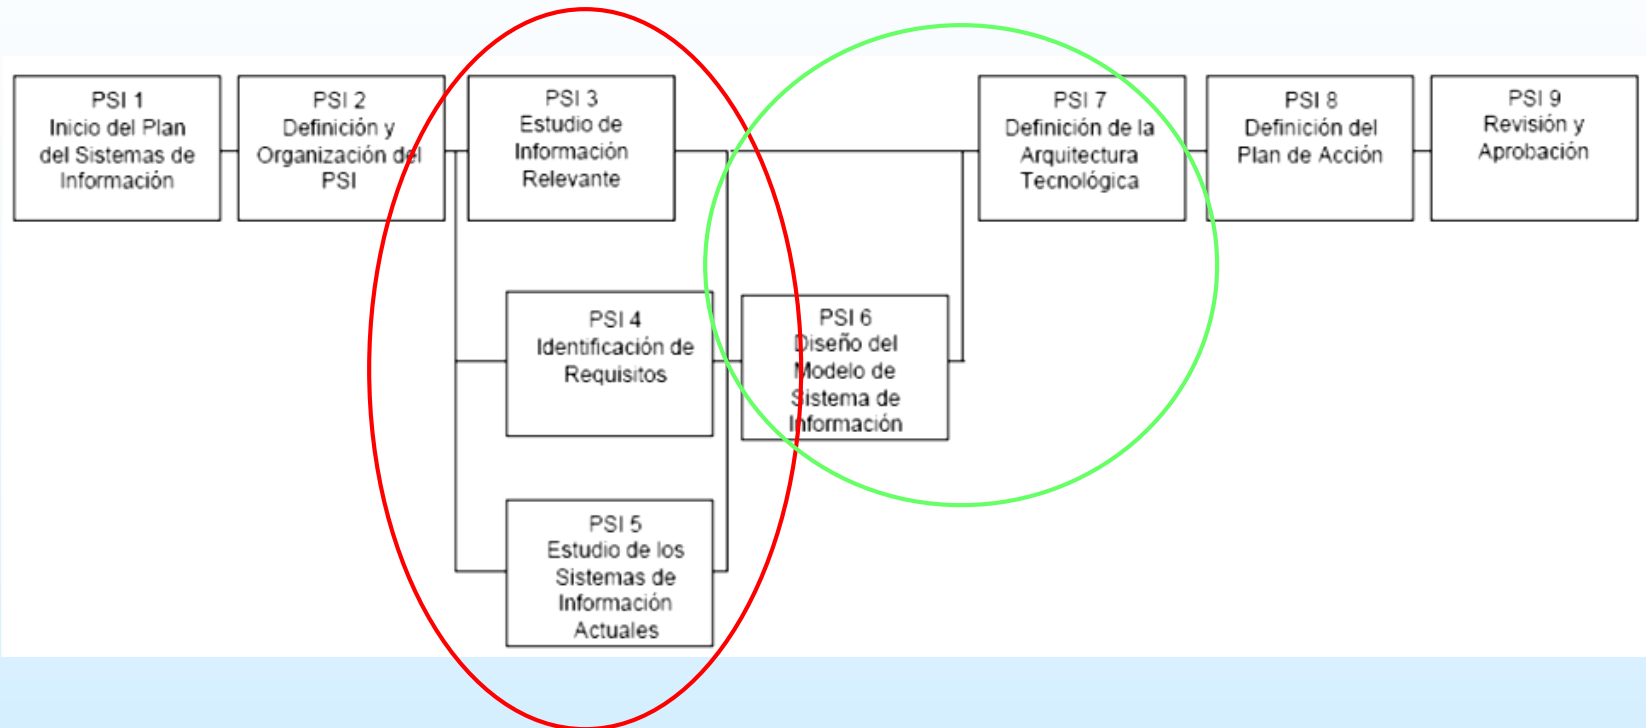 PSI 1
Inicio del Plan
del Sistemas de
Información
PSI 2
Definición y
Organización del
PSI
PSI 3
Estudio de
Información
Relevante
PSI 7
Definición de la
Arquitectura
Tecnológica
PSI 8
Definición del
Plan de Acción
PSI 9
Revisión y
Aprobación
PSI 4
Identificación de
Requisitos
PSI 6
Diseño del
Modelo de
Sistema de
Información
PSI 5
Estudio de los
Sistemas de
Información
Actuales